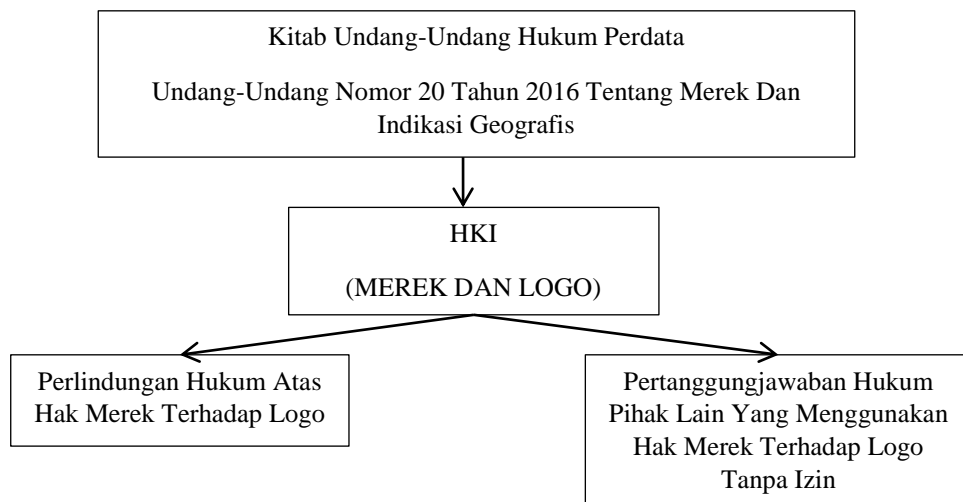 Kitab Undang-Undang Hukum Perdata
Undang-Undang Nomor 20 Tahun 2016 Tentang Merek Dan
Indikasi Geografis
HKI
(MEREK DAN LOGO)
Perlindungan Hukum Atas
Hak Merek Terhadap Logo
Pertanggungjawaban Hukum
Pihak Lain Yang Menggunakan
Hak Merek Terhadap Logo
Tanpa Izin